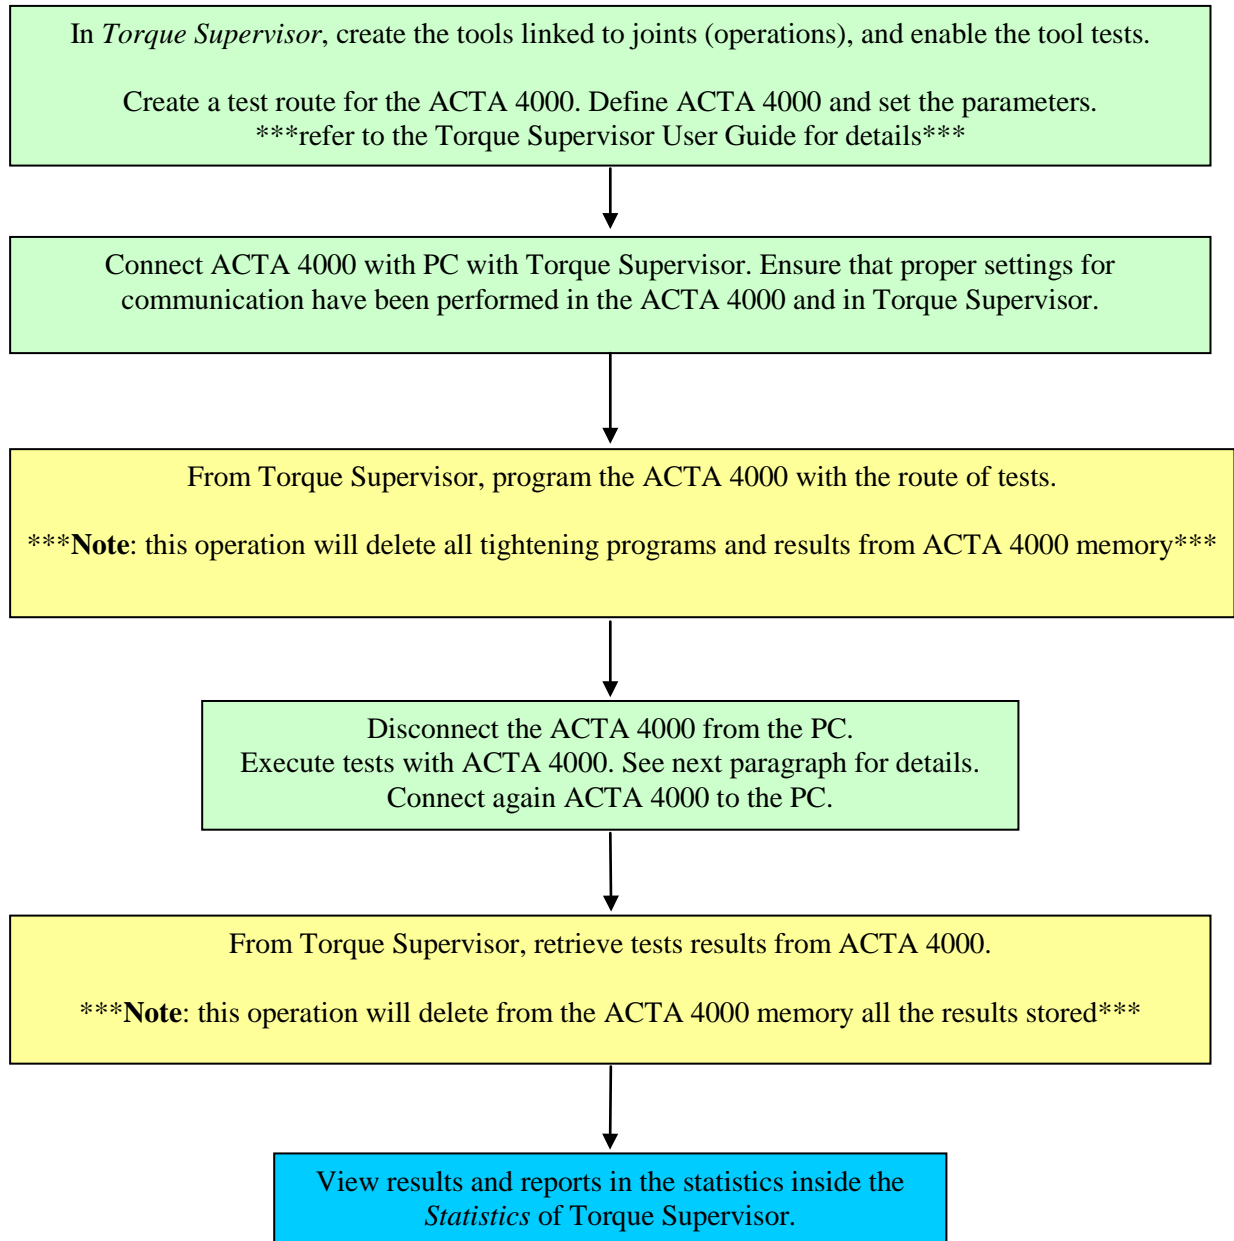 In Torque Supervisor, create the tools linked to joints (operations), and enable the tool tests.
Create a test route for the ACTA 4000. Define ACTA 4000 and set the parameters.
***refer to the Torque Supervisor User Guide for details***
Connect ACTA 4000 with PC with Torque Supervisor. Ensure that proper settings for
communication have been performed in the ACTA 4000 and in Torque Supervisor.
From Torque Supervisor, program the ACTA 4000 with the route of tests.
***Note: this operation will delete all tightening programs and results from ACTA 4000 memory***
Disconnect the ACTA 4000 from the PC.
Execute tests with ACTA 4000. See next paragraph for details.
Connect again ACTA 4000 to the PC.
From Torque Supervisor, retrieve tests results from ACTA 4000.
***Note: this operation will delete from the ACTA 4000 memory all the results stored***
View results and reports in the statistics inside the
Statistics of Torque Supervisor.